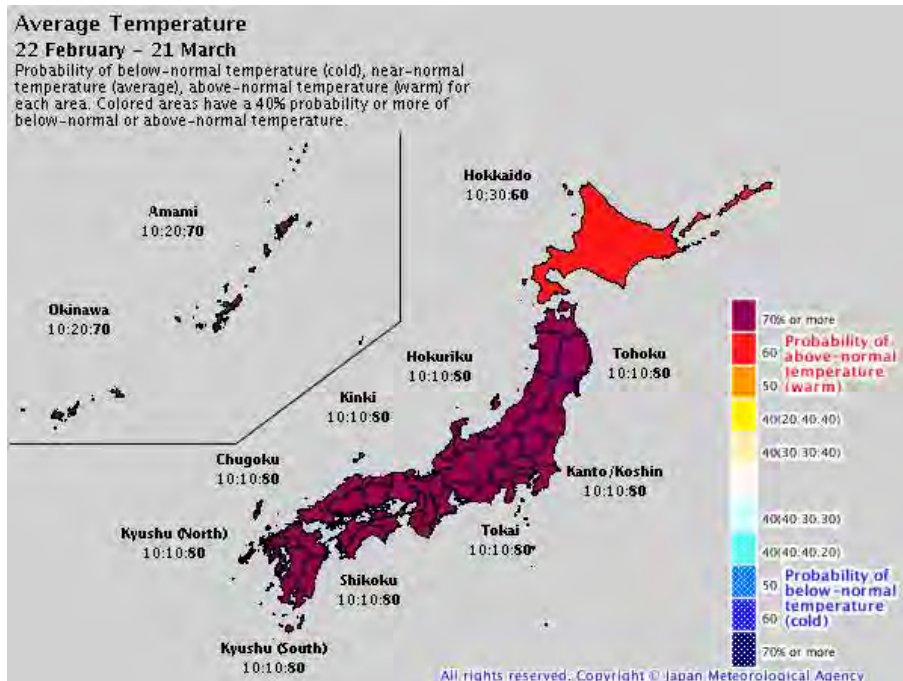 Average Temperature
22 February – 21 March
Probability of below-normal temperature (cold), near-normal
temperature (average), above-normal temperature (warm) for
each area. Colored areas have a 40% probability or more of
below-normal or above-normal temperature.
Hokkaido
10:30:60
Amami
10:20:70
Okinawa
10:20:70
Hokuriku
10:10:80
Tohoku
10:10:80
Kinki
10:10:80
Chugoku
10:10:80
Kanto/Koshin
10:10:80
Kyushu (North)
10:10:80
Tokai
10:10:80
Shikoku
10:10:80
Kyushu (South)
10:10:80
70% or more
60
50
Probability of
above-normal
temperature
(warm)
40(20:40:40)
40(30:30:40)
40(40:30:30)
40(40:40:20)
50
60
Probability of
below-normal
temperature
(cold)
70% or more
All rights reserved. Copyright © Japan Meteorological Agency